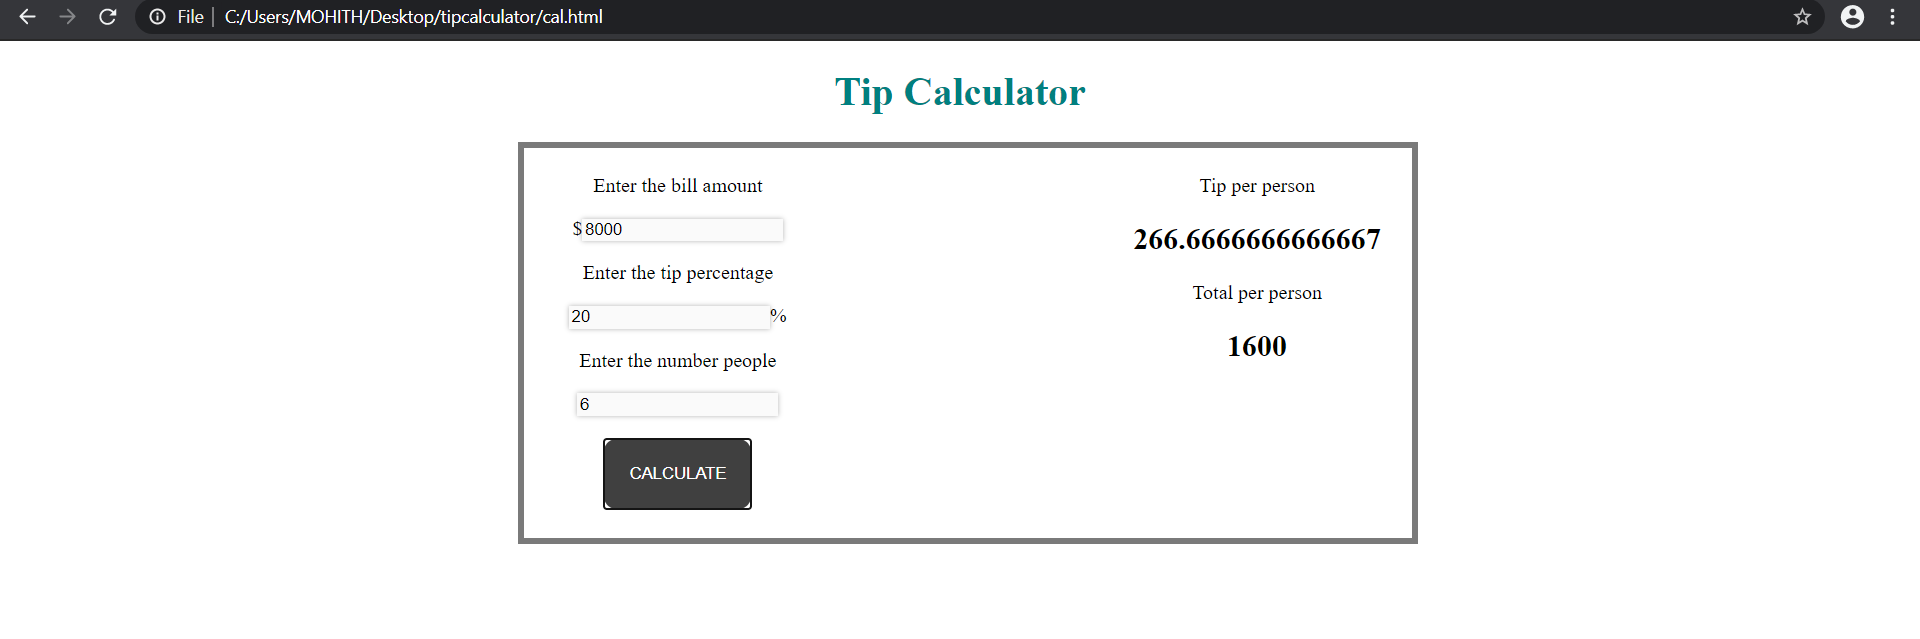 File C:/Users/MOHITH/Desktop/tipcalculator/cal.html
Tip Calculator
Enter the bill amount
$8000
Enter the tip percentage
20%
Enter the number people
6
CALCULATE
Tip per person
266.6666666666667
Total per person
1600